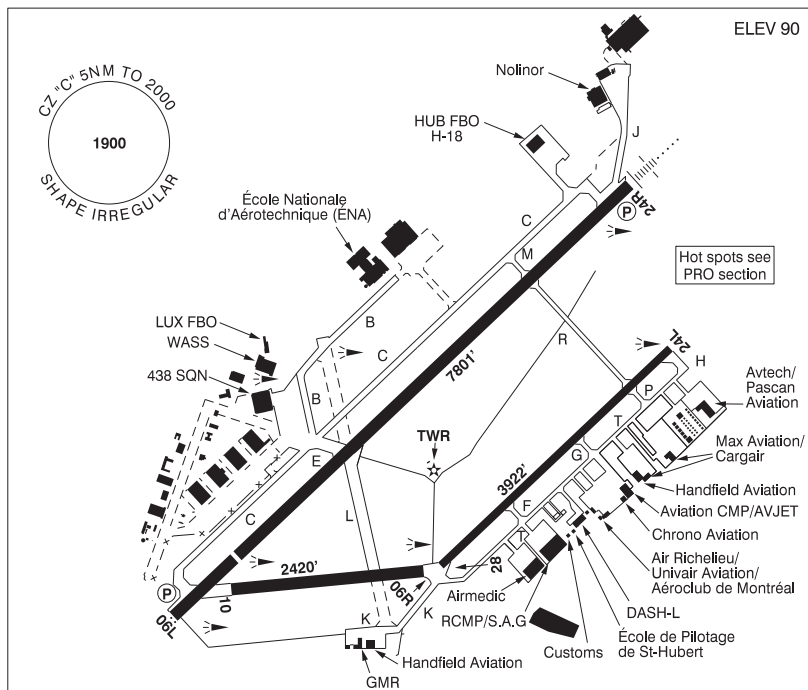 ELEV 90
CZ "C" 5NM TO 2000
1900
SHAPE IRREGULAR
Nolinor
HUB FBO
H-18
J
24R
P
École Nationale
d'Aérotechnique (ÉNA)
C
M
Hot spots see
PRO section
LUX FBO
WASS
438 SQN
B
C
B
7801'
R
24L
H
P
Avtech/
Pascan
Aviation
T
TWR
E
G
Max Aviation/
Cargair
3922'
L
C
F
T
Handfield Aviation
Aviation CMP/AVJET
Chrono Aviation
Air Richelieu/
Univair Aviation/
Aéroclub de Montréal
2420'
28
P
10
06R
06L
K
K
Airmedic
RCMP/S.A.G
DASH-L
Customs
École de Pilotage
de St-Hubert
Handfield Aviation
GMR